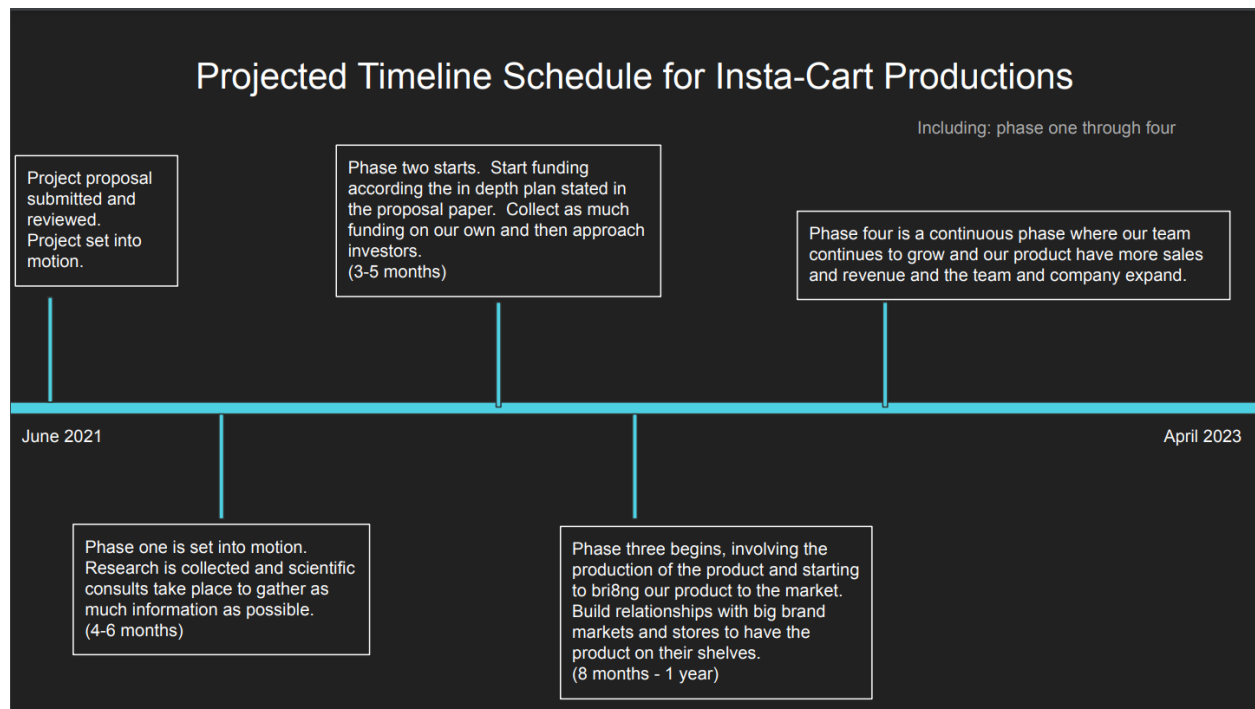 Projected Timeline Schedule for Insta-Cart Productions
Including: phase one through four
Project proposal
submitted and
reviewed.
Project set into
motion.
Phase two starts.  Start funding
according the in depth plan stated in
the proposal paper.  Collect as much
funding on our own and then approach
investors.
(3-5 months)
Phase four is a continuous phase where our team
continues to grow and our product have more sales
and revenue and the team and company expand.
June 2021
April 2023
Phase one is set into motion.
Research is collected and scientific
consults take place to gather as
much information as possible.
(4-6 months)
Phase three begins, involving the
production of the product and starting
to bri8ng our product to the market.
Build relationships with big brand
markets and stores to have the
product on their shelves.
(8 months - 1 year)